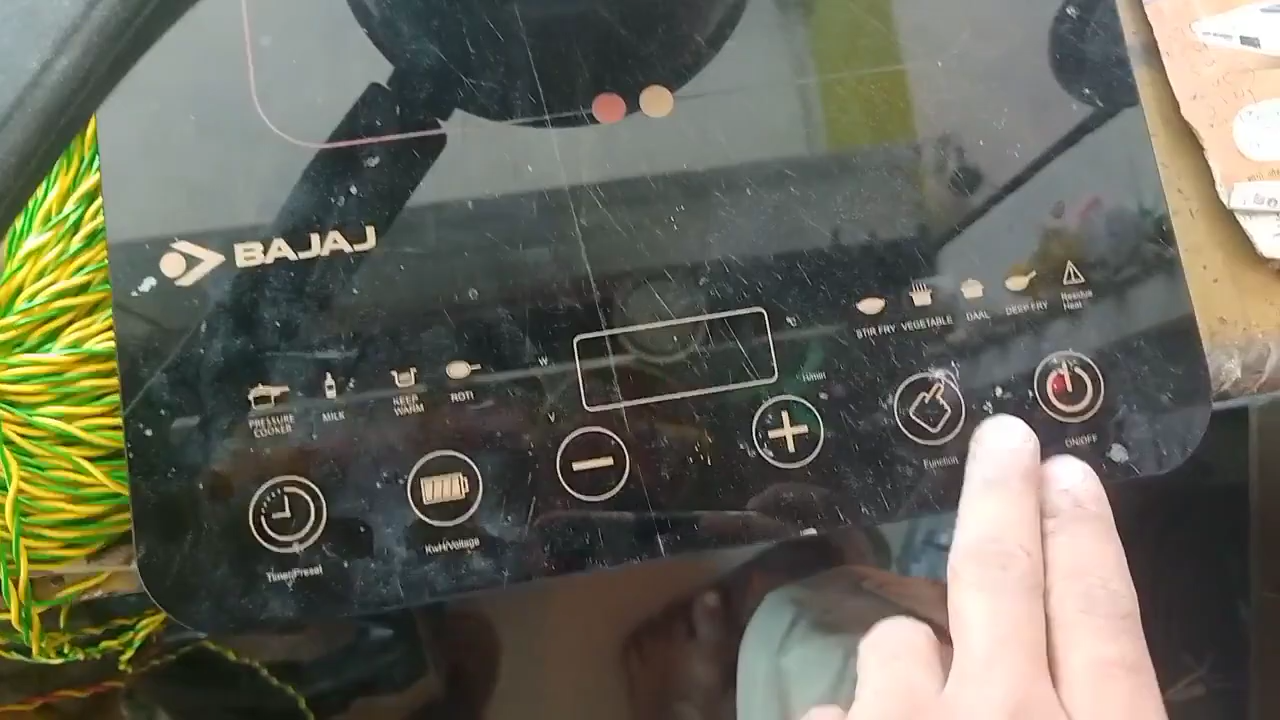 BAJAJ
STIR FRY
VEGETABLE
DAAL
DEEP FRY
Residue
Heat
PRESSURE
COOKER
MILK
KEEP
WARM
ROTI
W
V
°C
Function
ON/OFF
Timer/Preset
KwH/Voltage